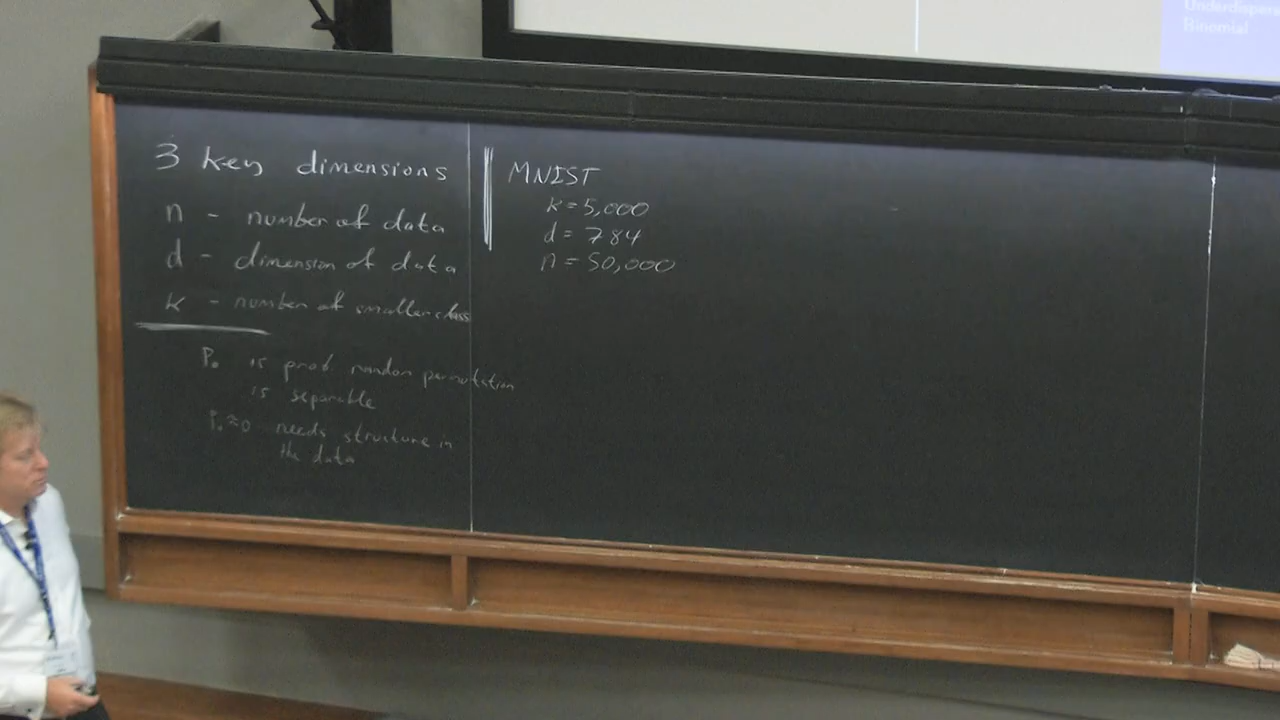 Underdispers
Binomial
3 key dimensions
n - number of data
d - dimension of data
k - number of smaller class
P₀ is prob. random permutation
is separable
P₀≈0 needs structure in
the data
MNIST
k=5,000
d=784
n=50,000